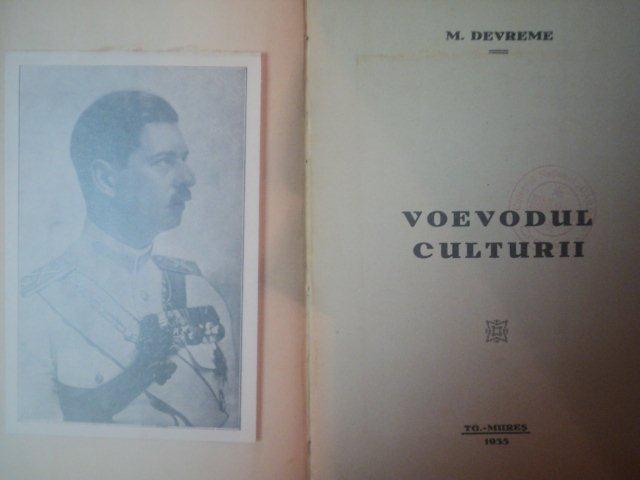 M. DEVREME
VOEVODUL
CULTURII
TG.-MUREȘ
1935